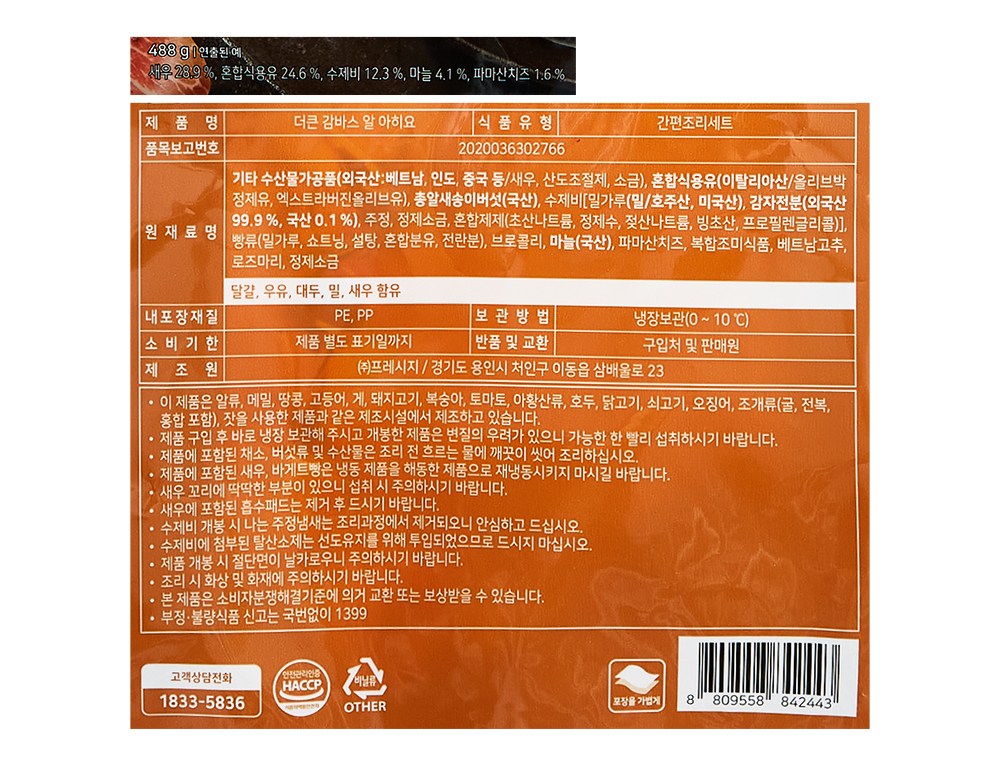 488 g | 연출된 예
새우 28.9 %, 혼합식용유 24.6 %, 수제비 12.3 %, 마늘 4.1 %, 파마산치즈 1.6 %
제 품 명 더큰 감바스 알 아히요 식 품 유 형 간편조리세트
품목보고번호 2020036302766
원 재 료 명
기타 수산물가공품(외국산:베트남, 인도, 중국 등/새우, 산도조절제, 소금), 혼합식용유(이탈리아산/올리브박
정제유, 엑스트라버진올리브유), 총알새송이버섯(국산), 수제비[밀가루(밀/호주산, 미국산), 감자전분(외국산
99.9 %, 국산 0.1 %), 주정, 정제소금, 혼합제제(초산나트륨, 정제수, 젖산나트륨, 빙초산, 프로필렌글리콜)],
빵류(밀가루, 쇼트닝, 설탕, 혼합분유, 전란분), 브로콜리, 마늘(국산), 파마산치즈, 복합조미식품, 베트남고추,
로즈마리, 정제소금
달걀, 우유, 대두, 밀, 새우 함유
내포장재질 PE, PP 보 관 방 법 냉장보관(0 ~ 10 ℃)
소 비 기 한 제품 별도 표기일까지 반품 및 교환 구입처 및 판매원
제 조 원 ㈜프레시지 / 경기도 용인시 처인구 이동읍 삼배울로 23
• 이 제품은 알류, 메밀, 땅콩, 고등어, 게, 돼지고기, 복숭아, 토마토, 아황산류, 호두, 닭고기, 쇠고기, 오징어, 조개류(굴, 전복,
홍합 포함), 잣을 사용한 제품과 같은 제조시설에서 제조하고 있습니다.
• 제품 구입 후 바로 냉장 보관해 주시고 개봉한 제품은 변질의 우려가 있으니 가능한 한 빨리 섭취하시기 바랍니다.
• 제품에 포함된 채소, 버섯류 및 수산물은 조리 전 흐르는 물에 깨끗이 씻어 조리하십시오.
• 제품에 포함된 새우, 바게트빵은 냉동 제품을 해동한 제품으로 재냉동시키지 마시길 바랍니다.
• 새우 꼬리에 딱딱한 부분이 있으니 섭취 시 주의하시기 바랍니다.
• 새우에 포함된 흡수패드는 제거 후 드시기 바랍니다.
• 수제비 개봉 시 나는 주정냄새는 조리과정에서 제거되오니 안심하고 드십시오.
• 수제비에 첨부된 탈산소제는 선도유지를 위해 투입되었으므로 드시지 마십시오.
• 제품 개봉 시 절단면이 날카로우니 주의하시기 바랍니다.
• 조리 시 화상 및 화재에 주의하시기 바랍니다.
• 본 제품은 소비자분쟁해결기준에 의거 교환 또는 보상받을 수 있습니다.
• 부정·불량식품 신고는 국번없이 1399
고객상담전화
1833-5836
안전관리인증
HACCP
비닐류
OTHER
포장을 가볍게
8 809558 842443